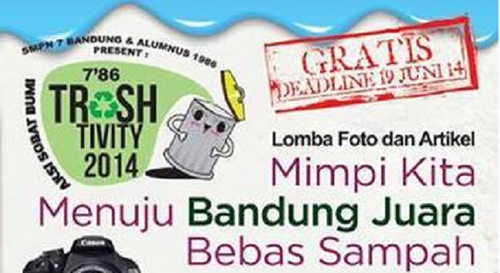 SMPN 7 BANDUNG & ALUMNUS 1986
PRESENT :
7'86
TRSH
TIVITY
2014
AKSI SOBAT BUMI
GRATIS
DEADLINE 19 JUNI 14
Lomba Foto dan Artikel
Mimpi Kita
Menuju Bandung Juara
Bebas Sampah
Canon